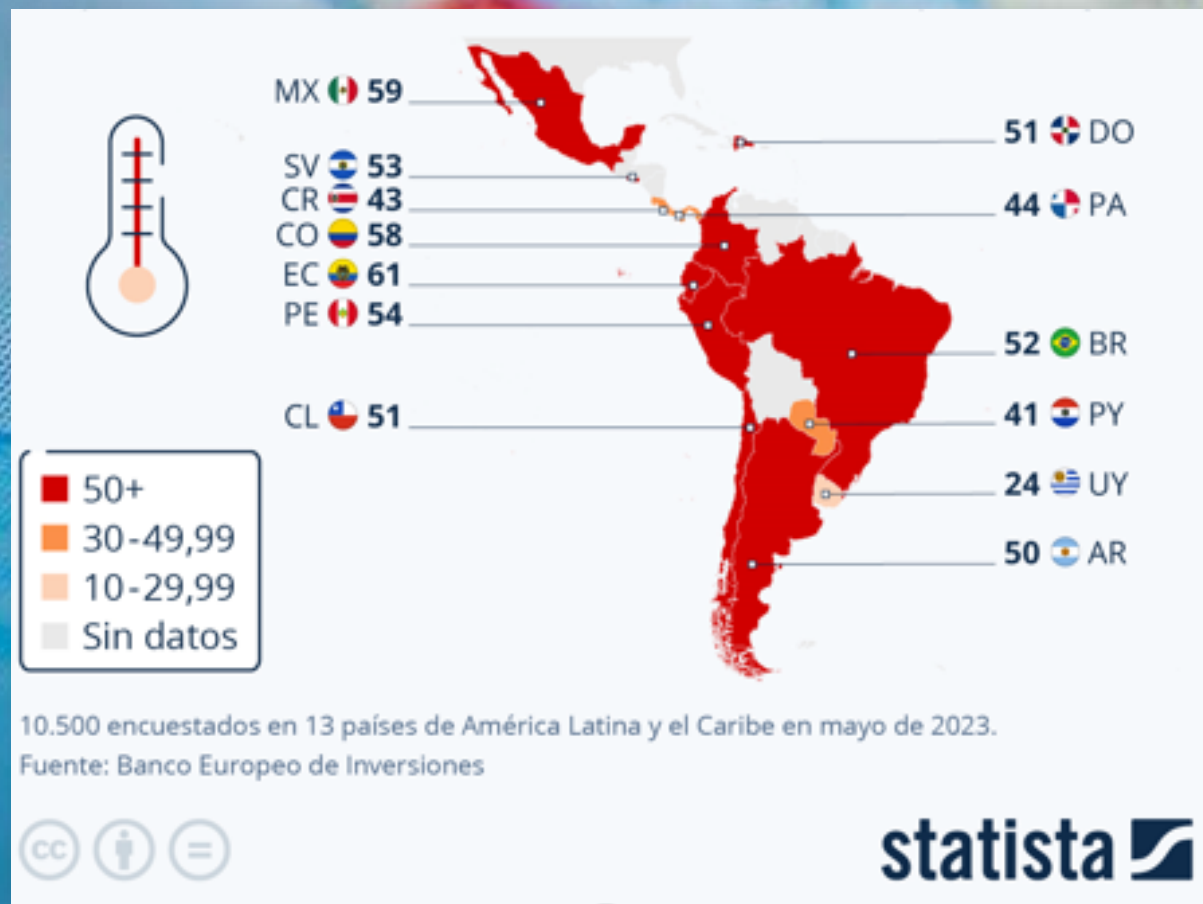 MX 59
SV 53
CR 43
CO 58
EC 61
PE 54
CL 51
51 DO
44 PA
52 BR
41 PY
24 UY
50 AR
50+
30-49,99
10-29,99
Sin datos
10.500 encuestados en 13 países de América Latina y el Caribe en mayo de 2023.
Fuente: Banco Europeo de Inversiones
cc
statista